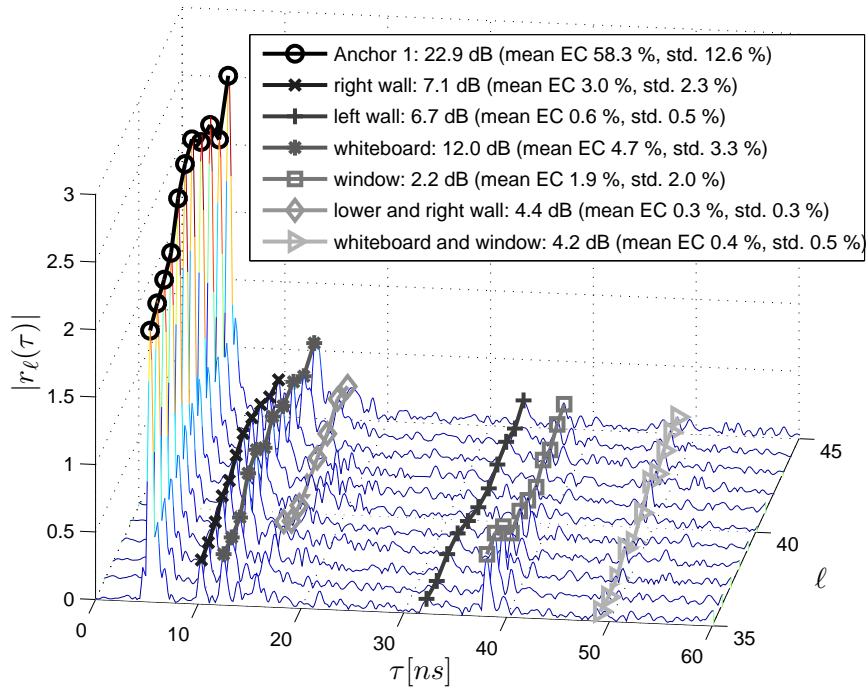 Anchor 1: 22.9 dB (mean EC 58.3 %, std. 12.6 %)
right wall: 7.1 dB (mean EC 3.0 %, std. 2.3 %)
left wall: 6.7 dB (mean EC 0.6 %, std. 0.5 %)
whiteboard: 12.0 dB (mean EC 4.7 %, std. 3.3 %)
window: 2.2 dB (mean EC 1.9 %, std. 2.0 %)
lower and right wall: 4.4 dB (mean EC 0.3 %, std. 0.3 %)
whiteboard and window: 4.2 dB (mean EC 0.4 %, std. 0.5 %)
3
2.5
2
1.5
1
0.5
0
|r_ℓ(τ)|
0
10
20
30
40
50
60
τ[ns]
35
40
45
ℓ